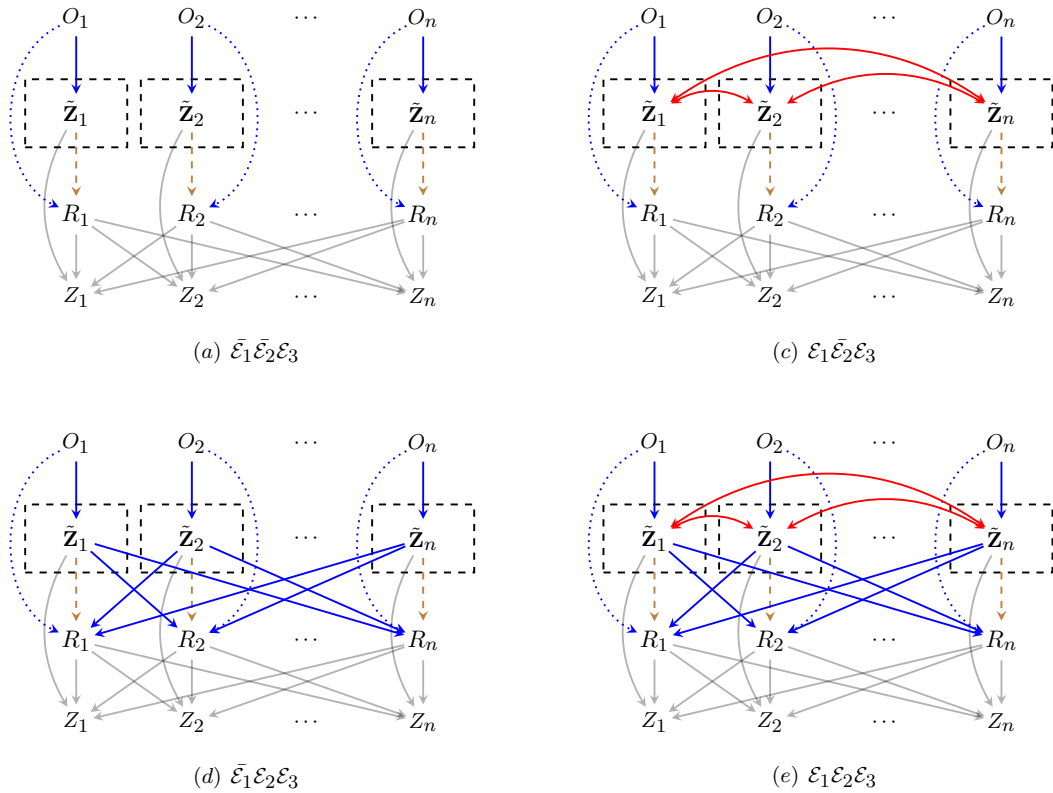 O₁ O₂ ⋯ Oₙ
Z̃₁ Z̃₂ ⋯ Z̃ₙ
R₁ R₂ ⋯ Rₙ
Z₁ Z₂ ⋯ Zₙ
(a) ℰ̄₁ℰ̄₂ℰ₃
O₁ O₂ ⋯ Oₙ
Z̃₁ Z̃₂ ⋯ Z̃ₙ
R₁ R₂ ⋯ Rₙ
Z₁ Z₂ ⋯ Zₙ
(c) ℰ₁ℰ̄₂ℰ₃
O₁ O₂ ⋯ Oₙ
Z̃₁ Z̃₂ ⋯ Z̃ₙ
R₁ R₂ ⋯ Rₙ
Z₁ Z₂ ⋯ Zₙ
(d) ℰ̄₁ℰ₂ℰ₃
O₁ O₂ ⋯ Oₙ
Z̃₁ Z̃₂ ⋯ Z̃ₙ
R₁ R₂ ⋯ Rₙ
Z₁ Z₂ ⋯ Zₙ
(e) ℰ₁ℰ₂ℰ₃